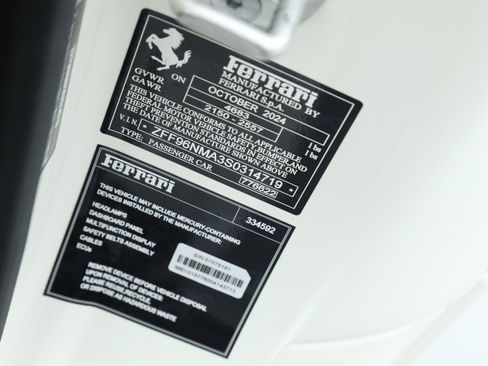 Ferrari
MANUFACTURED BY
FERRARI S.p.A.
ON OCTOBER 2024
GVWR 4663 lbs
GAWR 2150 - 2557 lbs
THIS VEHICLE CONFORMS TO ALL APPLICABLE
FEDERAL MOTOR VEHICLE SAFETY, BUMPER, AND
THEFT PREVENTION STANDARDS IN EFFECT ON
THE DATE OF MANUFACTURE SHOWN ABOVE
V.I.N. * ZFF96NMA3S0314719 *
TYPE: PASSENGER CAR 776622
Ferrari
THIS VEHICLE MAY INCLUDE MERCURY-CONTAINING
DEVICES INSTALLED BY THE MANUFACTURER:
334592
HEADLAMPS
DASHBOARD PANEL
MULTIFUNCTION DISPLAY
SAFETY BELTS ASSEMBLY
CABLES
ECUs
REMOVE DEVICE BEFORE VEHICLE DISPOSAL
UPON REMOVAL OF DEVICES:
PLEASE REUSE, RECYCLE
OR DISPOSE AS HAZARDOUS WASTE